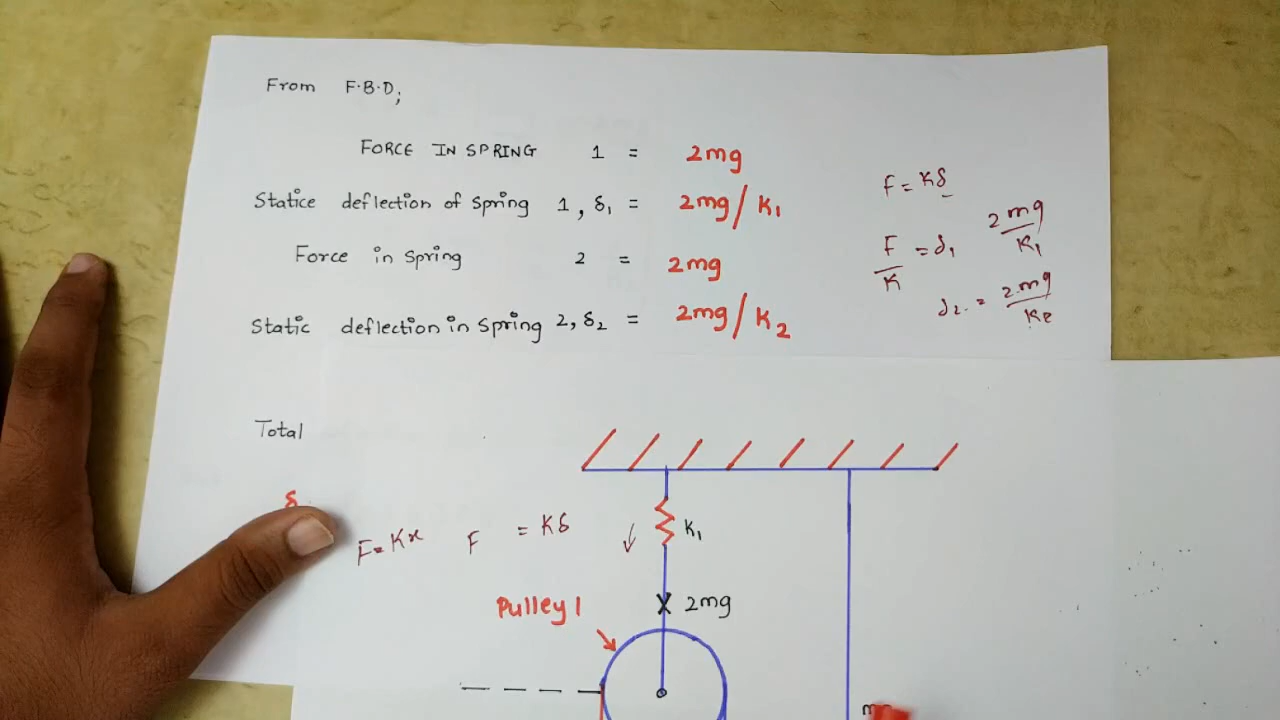 From F.B.D;
FORCE IN SPRING 1 = 2mg
Statice deflection of spring 1, δ₁ = 2mg/K₁
Force in spring 2 = 2mg
Static deflection in spring 2, δ₂ = 2mg/K₂
F = Kδ
F/K = δ₁ 2mg/K₁
δ₂ = 2mg/K₂
Total
δ
F=Kx F = Kδ
K₁
Pulley 1
2mg